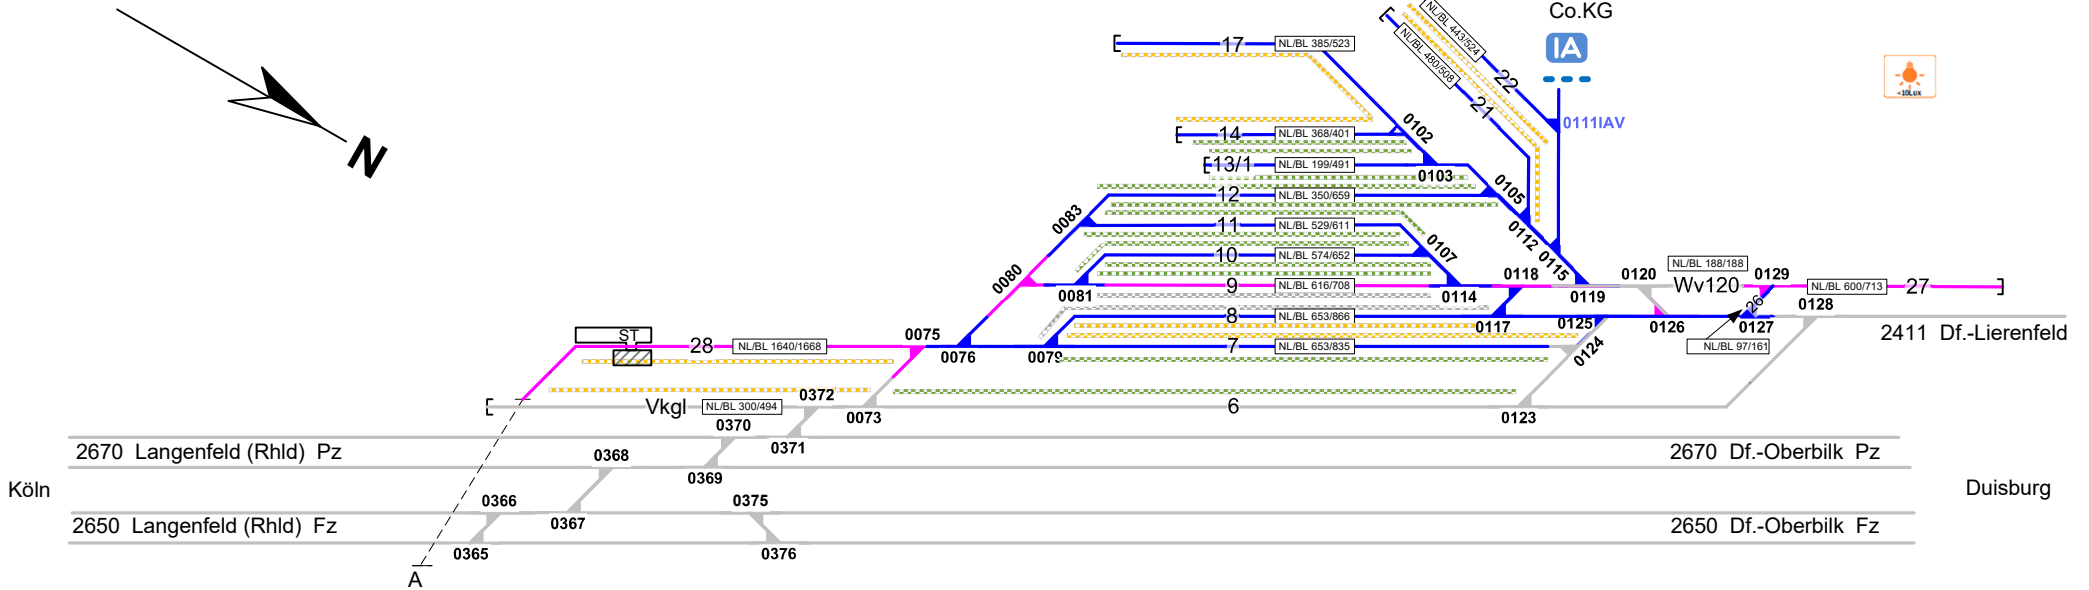 Co.KG
IA
<10Lux
N
17
NL/BL 385/523
NL/BL 443/524
NL/BL 480/508
22
21
0111IAV
14
NL/BL 368/401
0102
13/1
NL/BL 199/491
0103
12
NL/BL 350/659
0105
0083
11
NL/BL 529/611
0107
0112
10
NL/BL 574/652
0115
0080
0081
9
NL/BL 616/708
0114
0118
0119
0120
NL/BL 188/188
Wv120
0129
NL/BL 600/713
27
26
0128
8
NL/BL 653/866
0117
0125
0126
0127
NL/BL 97/161
2411 Df.-Lierenfeld
ST
28
NL/BL 1640/1668
0075
0076
0079
7
NL/BL 653/835
0124
Vkgl
NL/BL 300/494
0372
0073
6
0123
0370
0371
2670 Langenfeld (Rhld) Pz
0368
0369
2670 Df.-Oberbilk Pz
Köln
Duisburg
0366
0367
0375
2650 Langenfeld (Rhld) Fz
2650 Df.-Oberbilk Fz
0365
0376
A